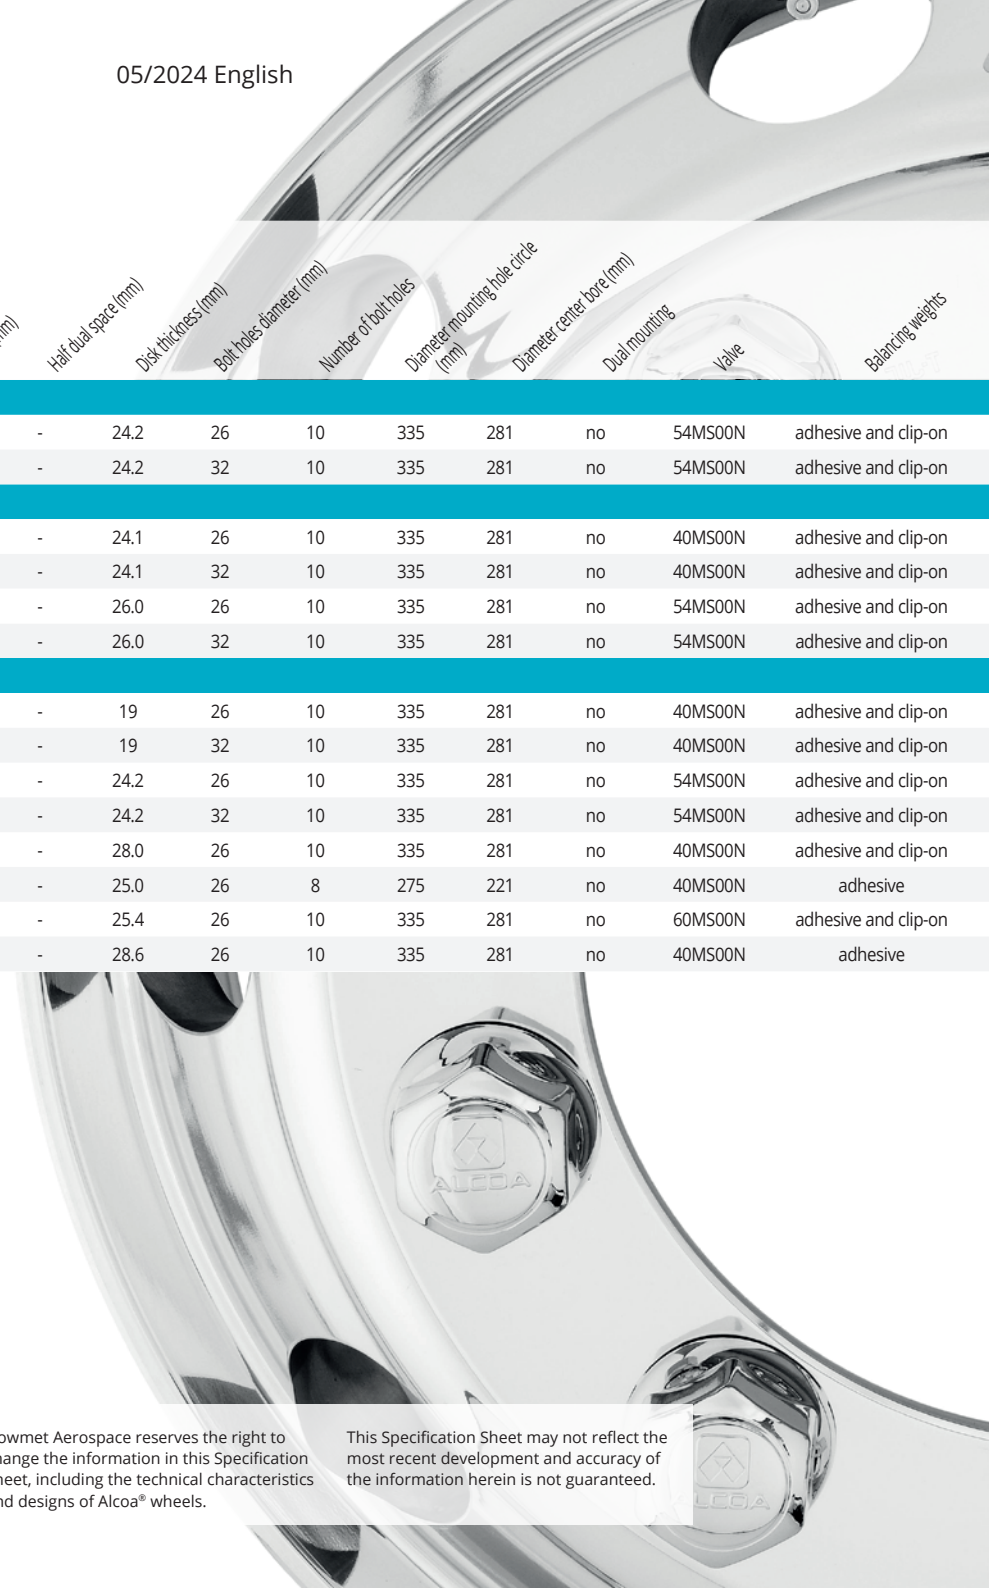 05/2024 English
Half dual space (mm)
Disk thickness (mm)
Bolt holes diameter (mm)
Number of bolt holes
Diameter mounting hole circle
(mm)
Diameter center bore (mm)
Dual mounting
Valve
Balancing weights
- 24.2 26 10 335 281 no 54MS00N adhesive and clip-on
- 24.2 32 10 335 281 no 54MS00N adhesive and clip-on
- 24.1 26 10 335 281 no 40MS00N adhesive and clip-on
- 24.1 32 10 335 281 no 40MS00N adhesive and clip-on
- 26.0 26 10 335 281 no 54MS00N adhesive and clip-on
- 26.0 32 10 335 281 no 54MS00N adhesive and clip-on
- 19 26 10 335 281 no 40MS00N adhesive and clip-on
- 19 32 10 335 281 no 40MS00N adhesive and clip-on
- 24.2 26 10 335 281 no 54MS00N adhesive and clip-on
- 24.2 32 10 335 281 no 54MS00N adhesive and clip-on
- 28.0 26 10 335 281 no 40MS00N adhesive and clip-on
- 25.0 26 8 275 221 no 40MS00N adhesive
- 25.4 26 10 335 281 no 60MS00N adhesive and clip-on
- 28.6 26 10 335 281 no 40MS00N adhesive
ALCOA
owmet Aerospace reserves the right to
hange the information in this Specification
heet, including the technical characteristics
nd designs of Alcoa® wheels.
This Specification Sheet may not reflect the
most recent development and accuracy of
the information herein is not guaranteed.
ALCOA